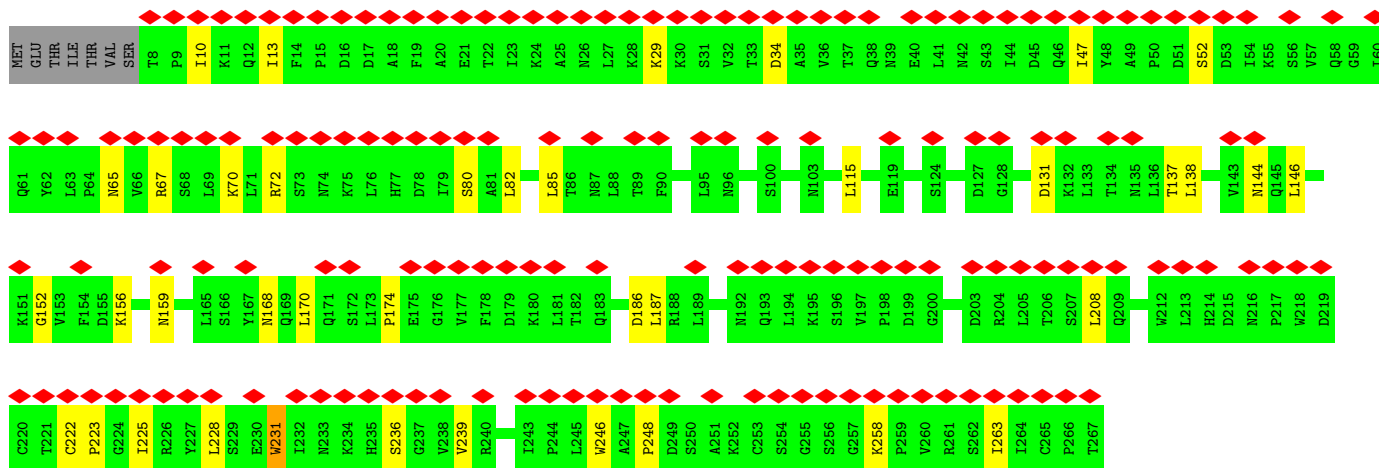 MET GLU THR ILE THR VAL SER T8 P9 I10 K11 Q12 I13 F14 P15 D16 D17 A18 F19 A20 E21 T22 I23 K24 A25 N26 L27 K28 K29 K30 S31 V32 T33 D34 A35 V36 T37 Q38 N39 E40 L41 N42 S43 I44 D45 Q46 I47 Y48 A49 P50 D51 S52 D53 I54 K55 S56 V57 Q58 G59 I60
Q61 Y62 L63 P64 N65 V66 R67 S68 L69 K70 L71 R72 S73 N74 K75 L76 H77 D78 I79 S80 A81 L82 L85 T86 N87 L88 T89 F90 L95 N96 S100 N103 L115 E119 S124 D127 G128 D131 K132 L133 T134 N135 L136 T137 L138 V143 N144 Q145 L146
K151 G152 V153 F154 D155 K156 N159 L165 S166 Y167 N168 Q169 L170 Q171 S172 L173 P174 E175 G176 V177 F178 D179 K180 L181 T182 Q183 D186 L187 R188 L189 N192 Q193 L194 K195 S196 V197 P198 D199 G200 D203 R204 L205 T206 S207 L208 Q209 W212 L213 H214 D215 N216 P217 W218 D219
C220 T221 C222 P223 G224 I225 R226 Y227 L228 S229 E230 W231 I232 N233 K234 H235 S236 G237 V238 V239 R240 I243 P244 L245 W246 A247 P248 D249 S250 A251 K252 C253 S254 G255 S256 G257 K258 P259 V260 R261 S262 I263 I264 C265 P266 T267